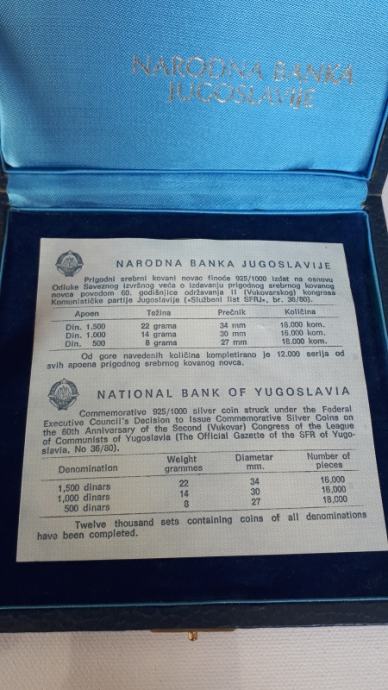 NARODNA BANKA
JUGOSLAVIJE
NARODNA BANKA JUGOSLAVIJE
Prigodni srebrni kovani novac finoće 925/1000 izdat na osnovu
Odluke Saveznog izvršnog veća o izdavanju prigodnog srebrnog kovanog
novca povodom 60. godišnjice održavanja II (Vukovarskog) kongresa
Komunističke partije Jugoslavije («Službeni list SFRJ», br. 36/80).
Apoen Težina Prečnik Količina
Din. 1.500 22 grama 34 mm 16.000 kom.
Din. 1.000 14 grama 30 mm 16.000 kom.
Din. 500 8 grama 27 mm 18.000 kom.
Od gore navedenih količina kompletirano je 12.000 serija od
svih apoena prigodnog srebrnog kovanog novca.
NATIONAL BANK OF YUGOSLAVIA
Commemorative 925/1000 silver coin struck under the Federal
Executive Council's Decision to Issue Commemorative Silver Coins on
the 60th Anniversary of the Second (Vukovar) Congress of the League
of Communists of Yugoslavia (The Official Gazette of the SFR of Yugo-
slavia, No 36/80).
Denomination Weight grammes Diametar mm. Number of pieces
1,500 dinars 22 34 16,000
1,000 dinars 14 30 16,000
500 dinars 8 27 18,000
Twelve thousand sets containing coins of all denominations
have been completed.